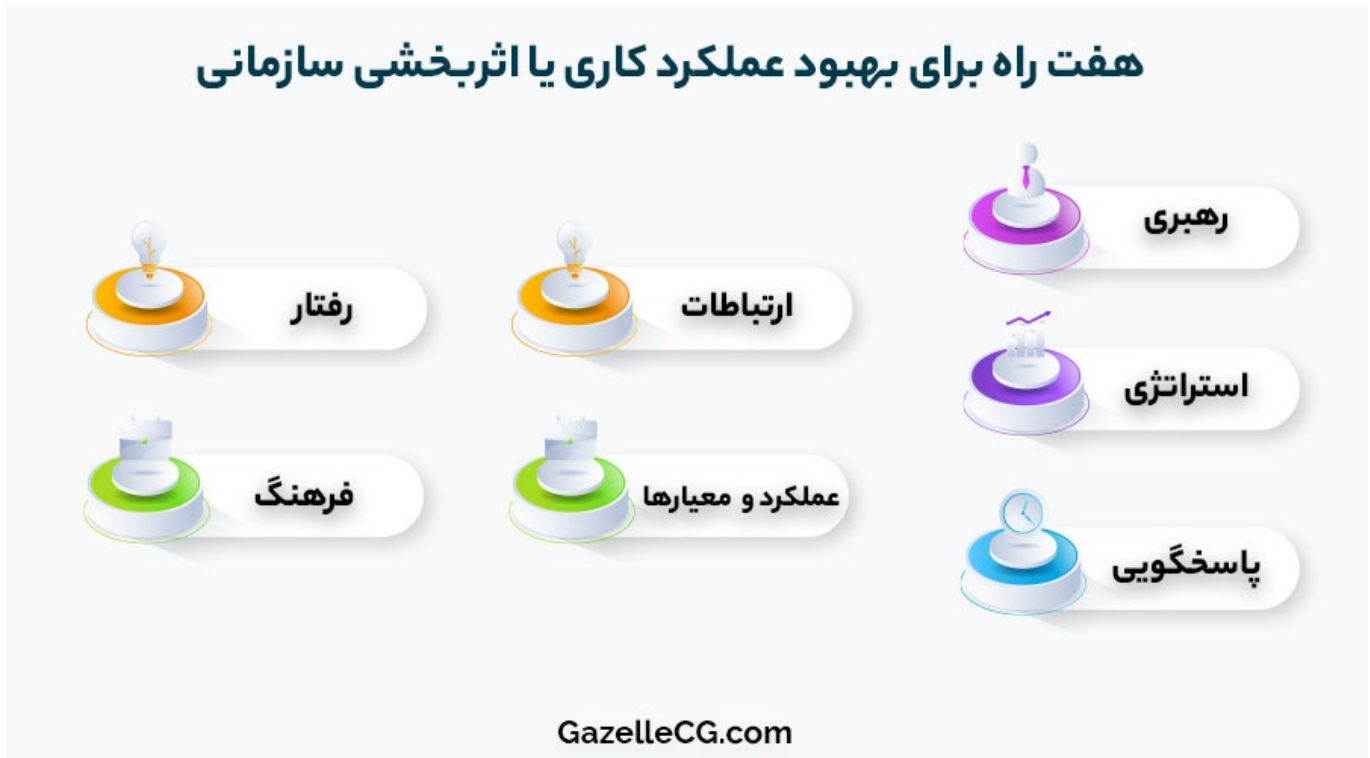 هفت راه برای بهبود عملکرد کاری یا اثربخشی سازمانی
رهبری
استراتژی
پاسخگویی
ارتباطات
عملکرد و معیارها
رفتار
فرهنگ
GazelleCG.com